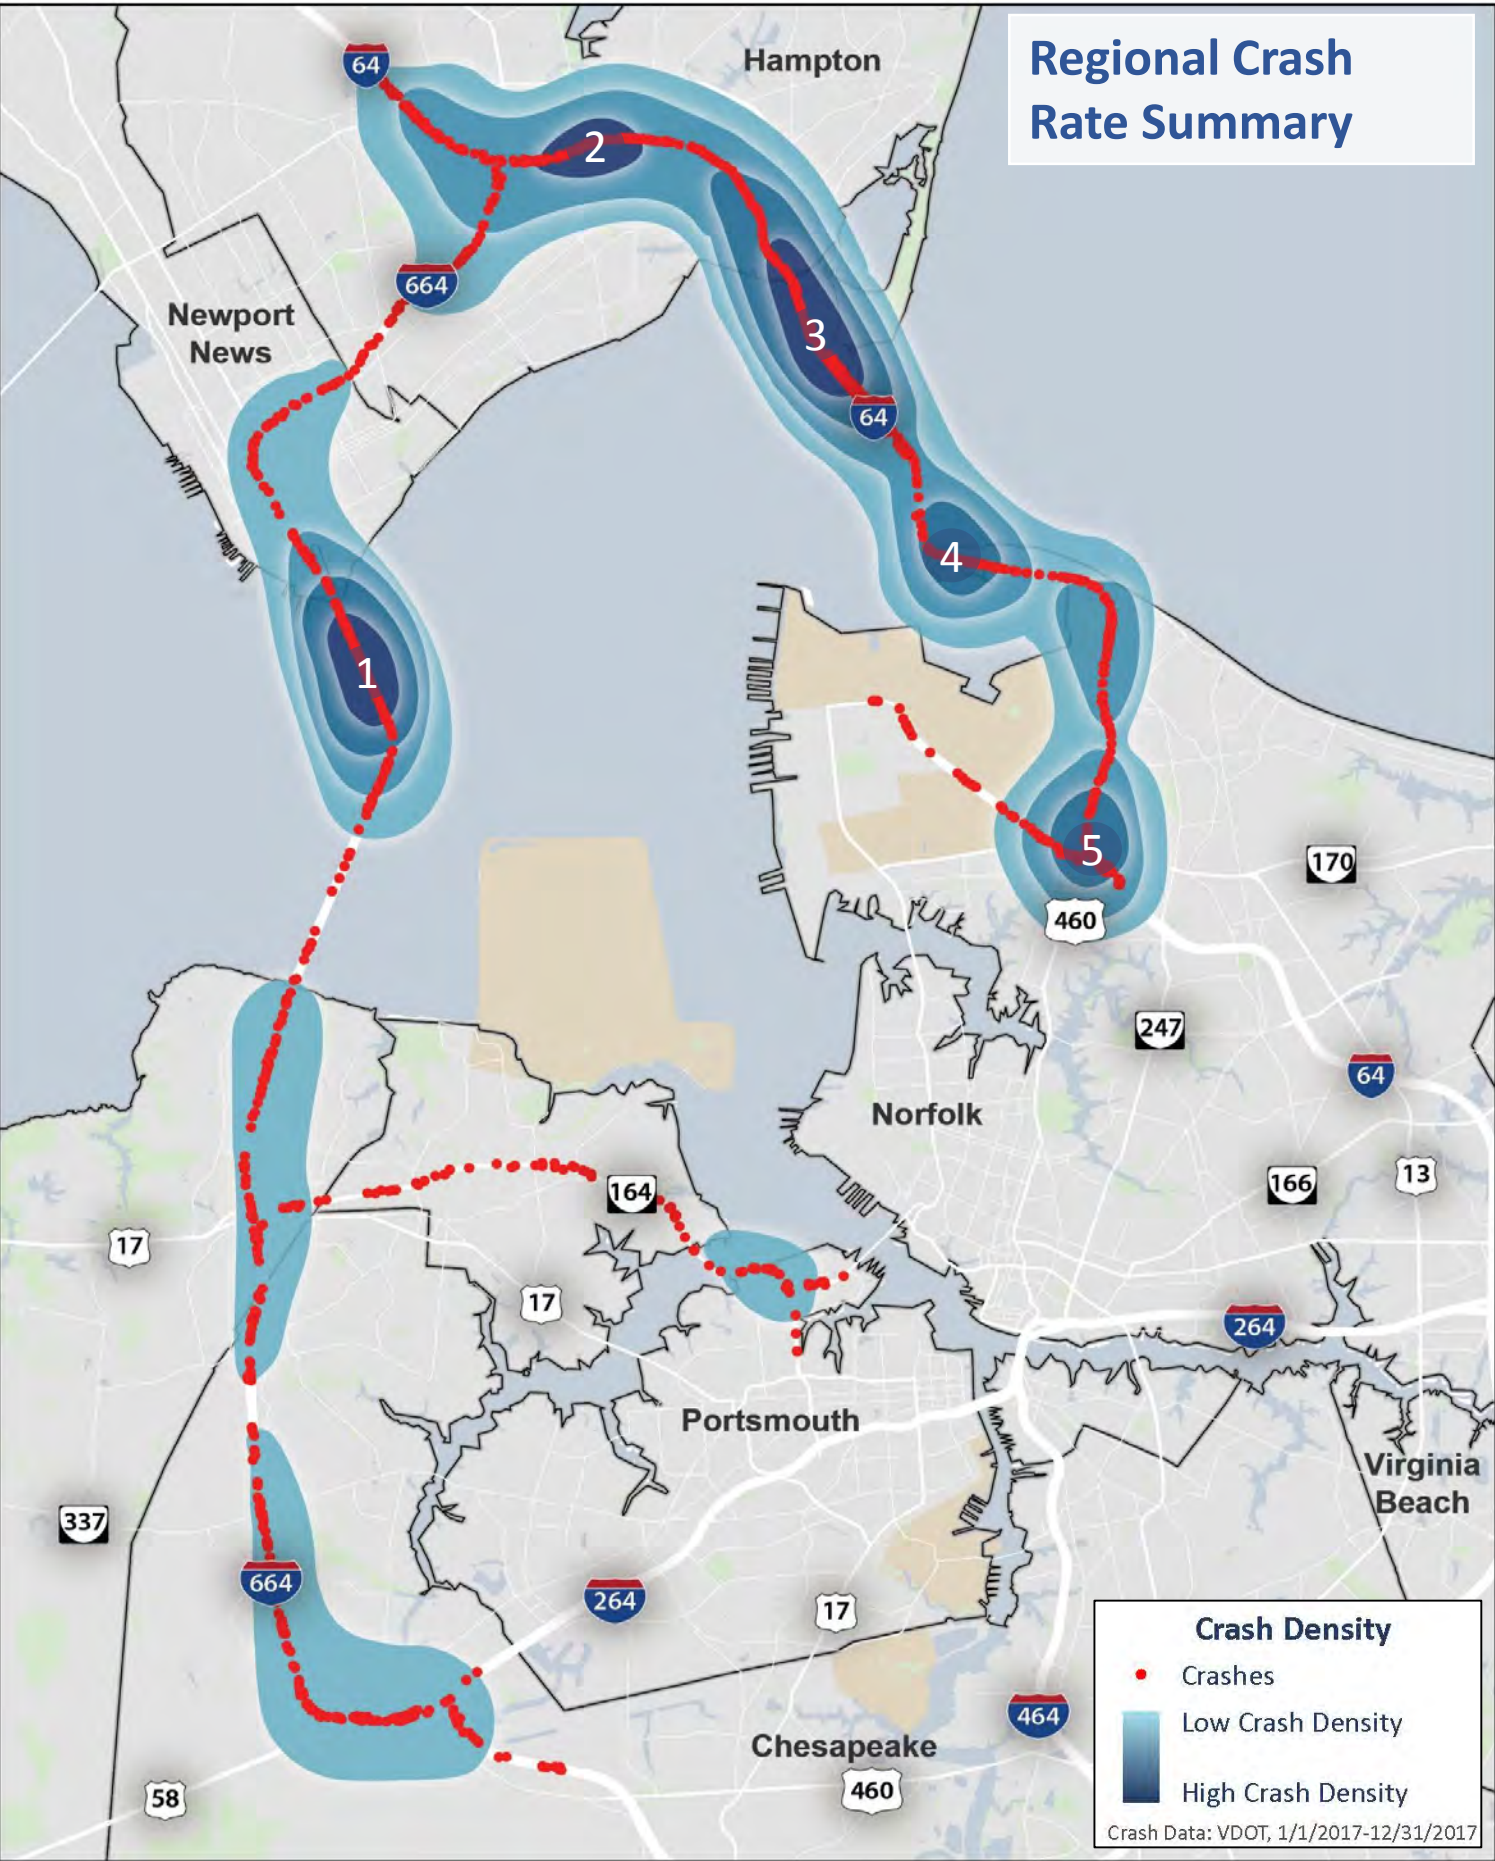 Regional Crash
Rate Summary
Hampton
64
2
664
Newport
News
3
64
4
1
5
460
170
247
64
Norfolk
164
166
13
17
17
264
Portsmouth
Virginia
Beach
337
664
264
17
464
Chesapeake
460
58
Crash Density
Crashes
Low Crash Density
High Crash Density
Crash Data: VDOT, 1/1/2017-12/31/2017